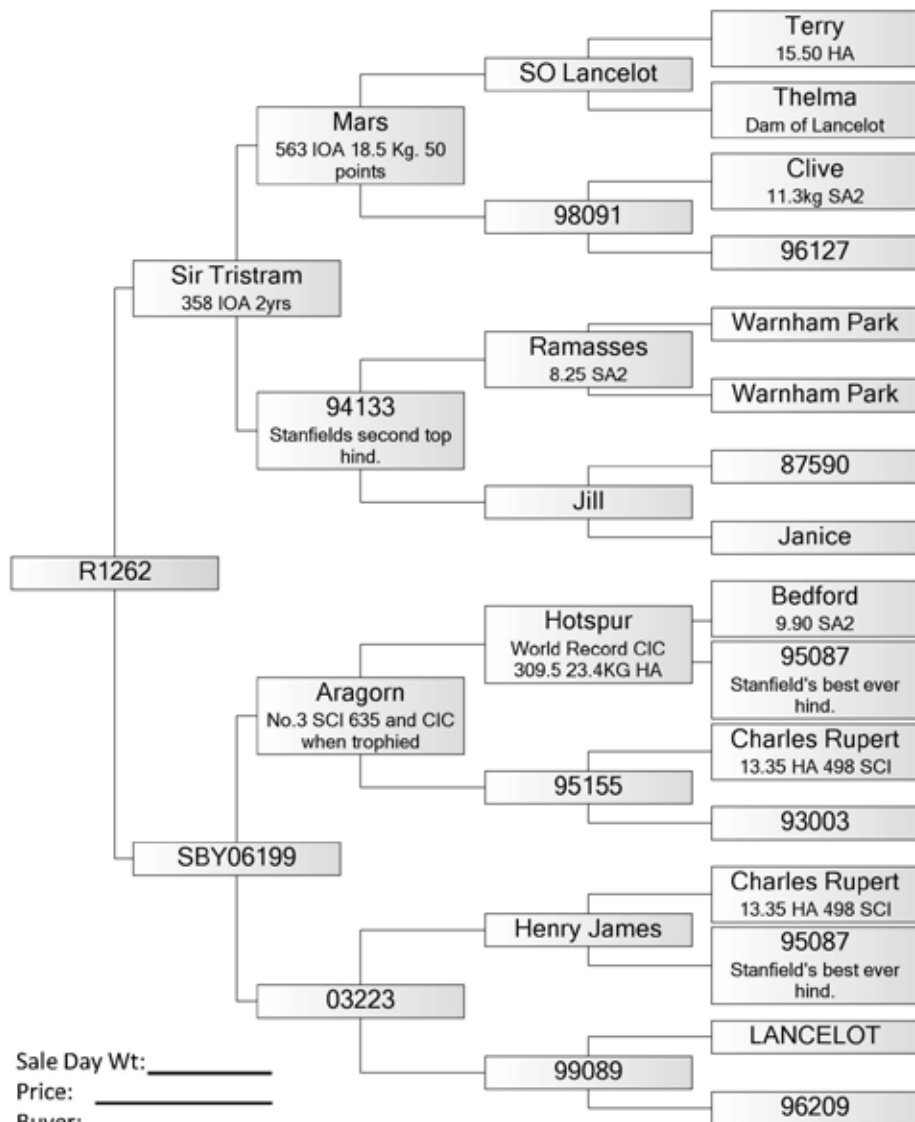 Terry
15.50 HA
SO Lancelot
Thelma
Dam of Lancelot
Mars
563 IOA 18.5 Kg. 50
points
Clive
11.3kg SA2
98091
96127
Sir Tristram
358 IOA 2yrs
Warnham Park
Ramasses
8.25 SA2
Warnham Park
94133
Stanfields second top
hind.
87590
Jill
Janice
R1262
Bedford
9.90 SA2
Hotspur
World Record CIC
309.5 23.4KG HA
95087
Stanfield's best ever
hind.
Aragorn
No.3 SCI 635 and CIC
when trophied
Charles Rupert
13.35 HA 498 SCI
95155
93003
SBY06199
Charles Rupert
13.35 HA 498 SCI
Henry James
95087
Stanfield's best ever
hind.
03223
LANCELOT
99089
96209
Sale Day Wt:
Price:
Buyer: